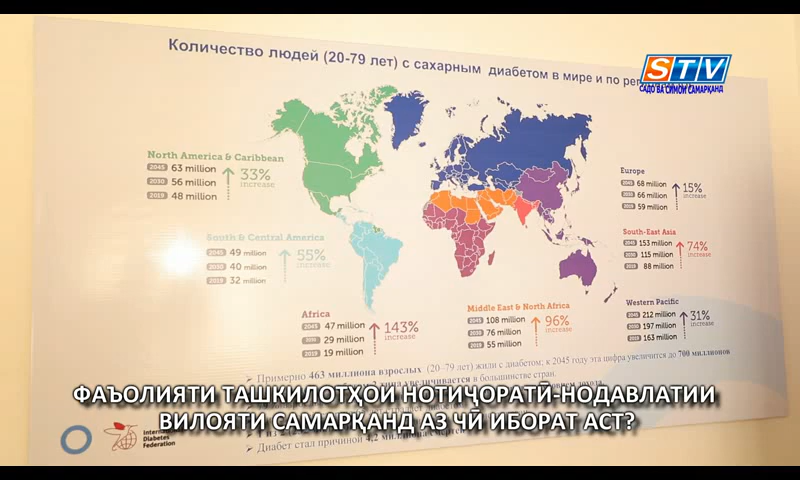 Количество людей (20-79 лет) с сахарным диабетом в мире и по
STV
САДО ВА СИМОИ САМАРҚАНД
North America & Caribbean
2045 63 million
2030 56 million
2019 48 million
33%
increase
Europe
2045 68 million
2030 66 million
2019 59 million
15%
increase
South & Central America
2045 49 million
2030 40 million
2019 32 million
55%
increase
South-East Asia
2045 153 million
2030 115 million
2019 88 million
74%
increase
Africa
2045 47 million
2030 29 million
2019 19 million
143%
increase
Middle East & North Africa
2045 108 million
2030 76 million
2019 55 million
96%
increase
Western Pacific
2045 212 million
2030 197 million
2019 163 million
31%
increase
Примерно 463 миллиона взрослых (20–79 лет) жили с диабетом; к 2045 году эта цифра увеличится до 700 миллионов
увеличивается в большинстве стран.
ФАЪОЛИЯТИ ТАШКИЛОТҲОИ НОТИҶОРАТӢ-НОДАВЛАТИИ
ВИЛОЯТИ САМАРҚАНД АЗ ЧӢ ИБОРАТ АСТ?
International
Diabetes
Federation
Диабет стал причиной 4,2 миллиона